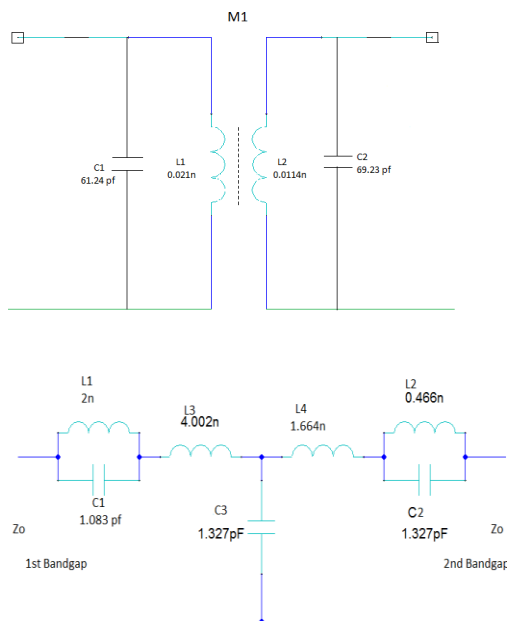 M1
C1
61.24 pf
L1
0.021n
L2
0.0114n
C2
69.23 pf
L1
2n
L3
4.002n
L4
1.664n
L2
0.466n
C1
1.083 pf
C3
1.327pF
C2
1.327pF
Zo
Zo
1st Bandgap
2nd Bandgap